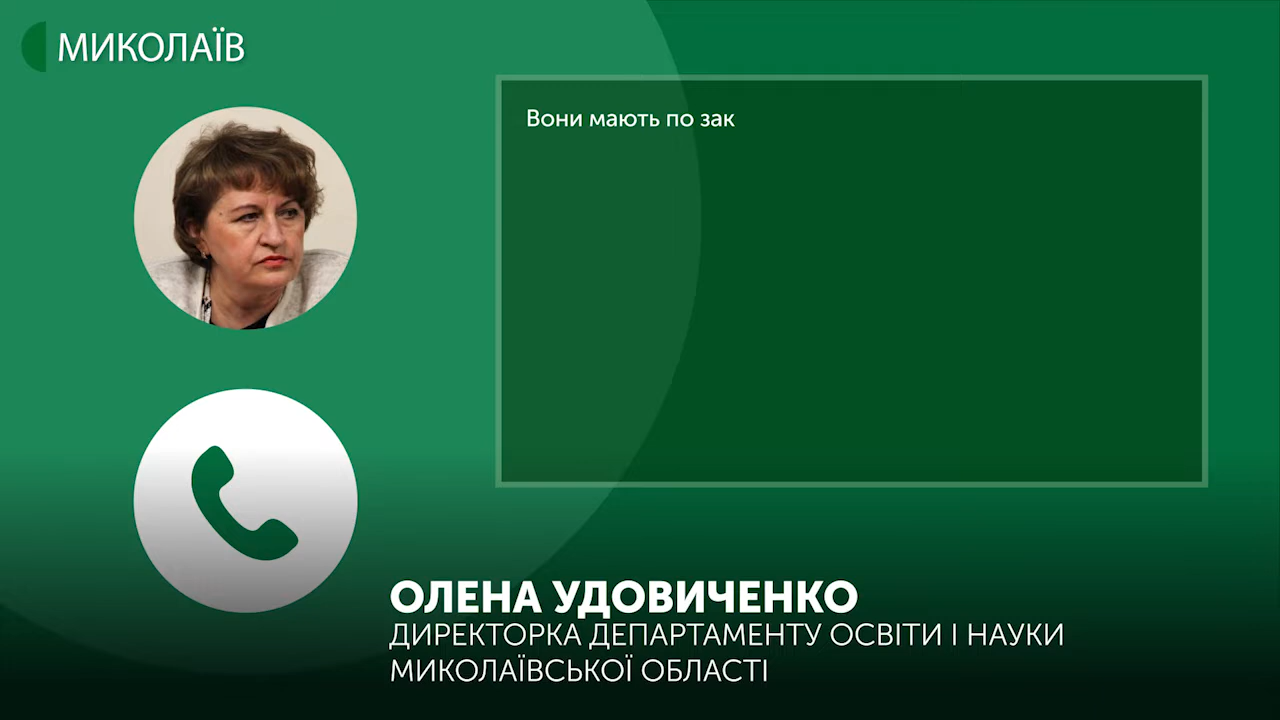 МИКОЛАЇВ
Вони мають по зак
ОЛЕНА УДОВИЧЕНКО
ДИРЕКТОРКА ДЕПАРТАМЕНТУ ОСВІТИ І НАУКИ
МИКОЛАЇВСЬКОЇ ОБЛАСТІ